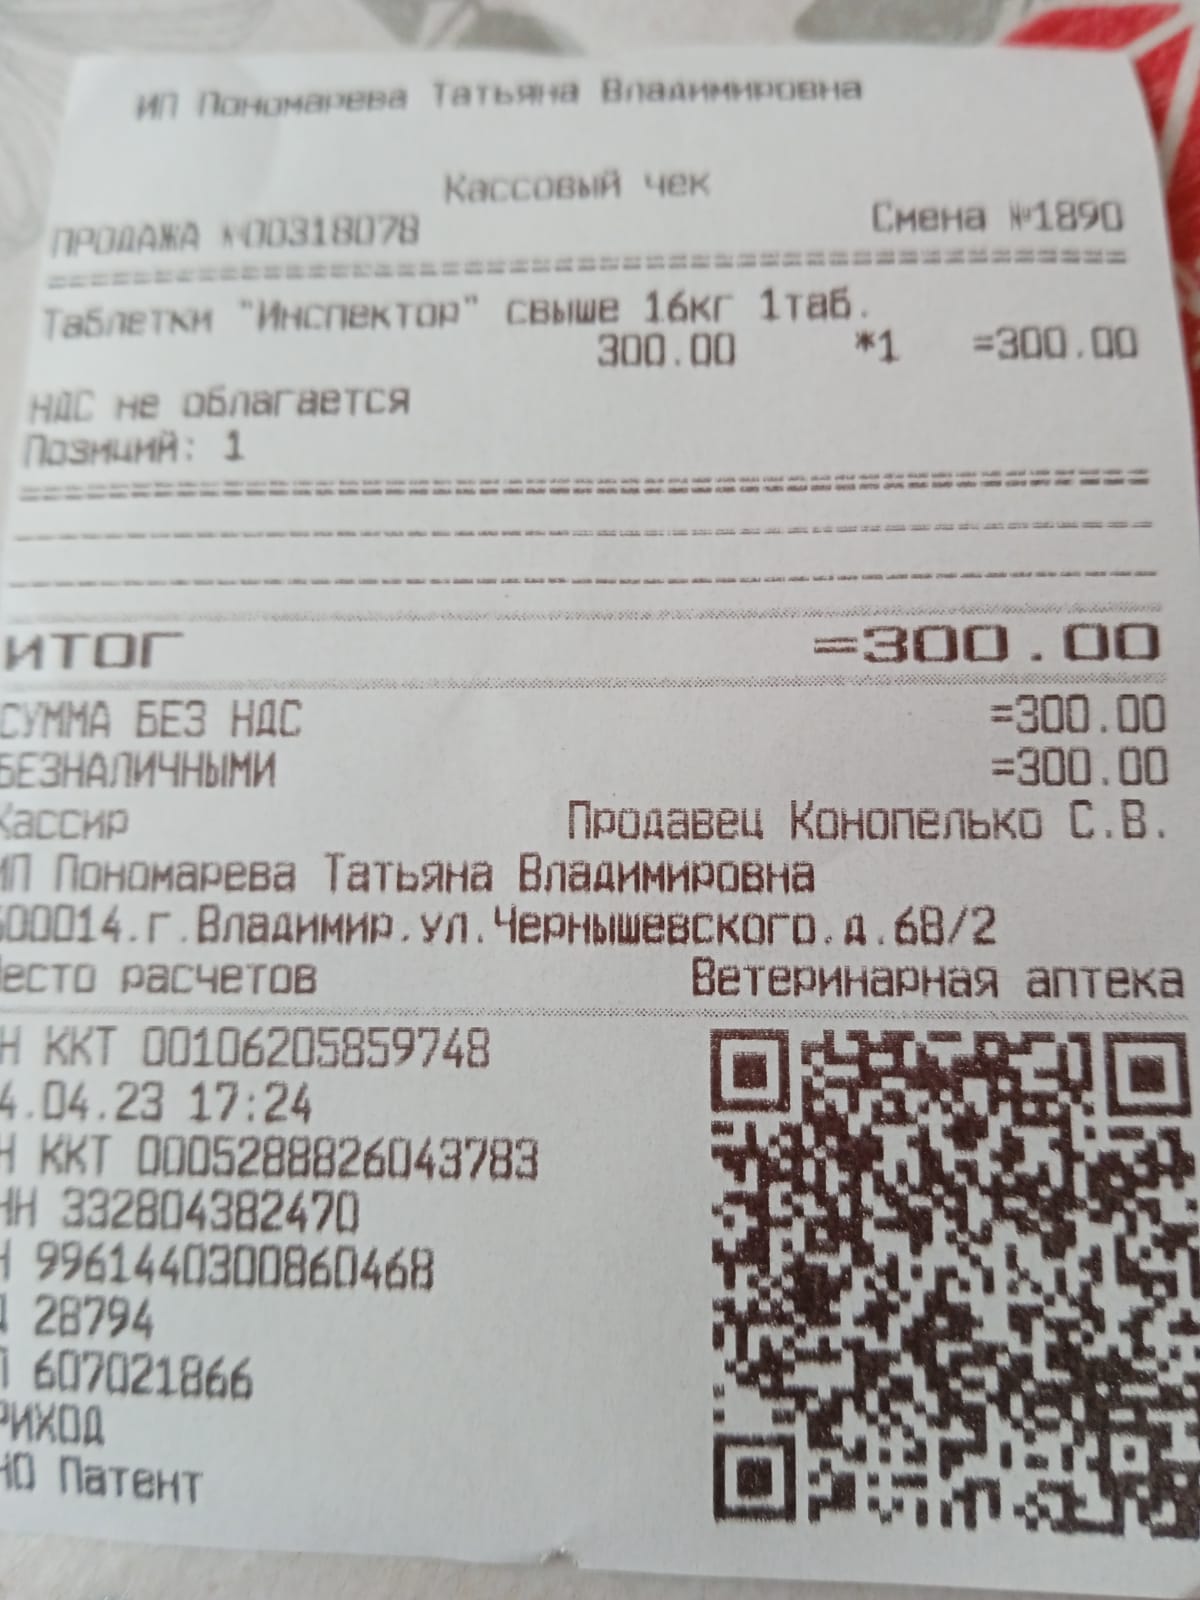 ИП Пономарева Татьяна Владимировна
Кассовый чек
ПРОДАЖА №00318078 Смена №1890
Таблетки "Инспектор" свыше 16кг 1таб.
300.00 *1 =300.00
НДС не облагается
Позиций: 1
ИТОГ =300.00
СУММА БЕЗ НДС =300.00
БЕЗНАЛИЧНЫМИ =300.00
Кассир Продавец Конопелько С.В.
ИП Пономарева Татьяна Владимировна
600014.г.Владимир.ул.Чернышевского.д.68/2
Место расчетов Ветеринарная аптека
Н ККТ 00106205859748
4.04.23 17:24
Н ККТ 0005288826043783
НН 332804382470
Н 9961440300860468
Д 28794
П 607021866
РИХОД
НО Патент